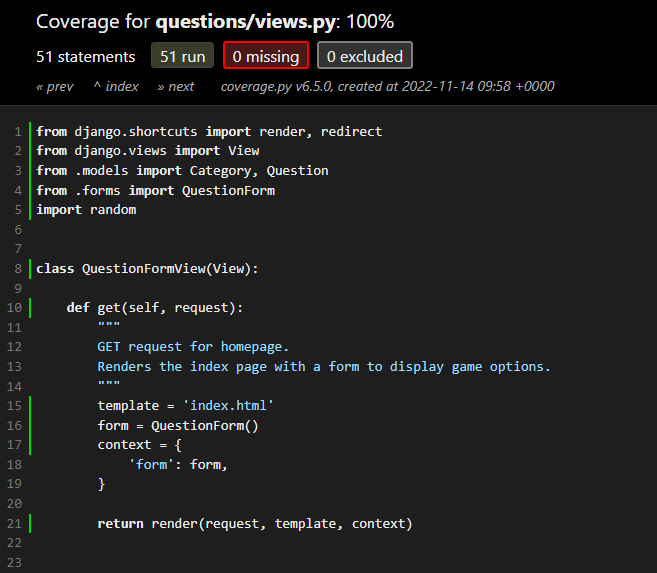 Coverage for questions/views.py: 100%
51 statements 51 run 0 missing 0 excluded
« prev ^ index » next coverage.py v6.5.0, created at 2022-11-14 09:58 +0000
1 from django.shortcuts import render, redirect
2 from django.views import View
3 from .models import Category, Question
4 from .forms import QuestionForm
5 import random
6
7
8 class QuestionFormView(View):
9
10     def get(self, request):
11         """
12         GET request for homepage.
13         Renders the index page with a form to display game options.
14         """
15         template = 'index.html'
16         form = QuestionForm()
17         context = {
18             'form': form,
19         }
20
21         return render(request, template, context)
22
23